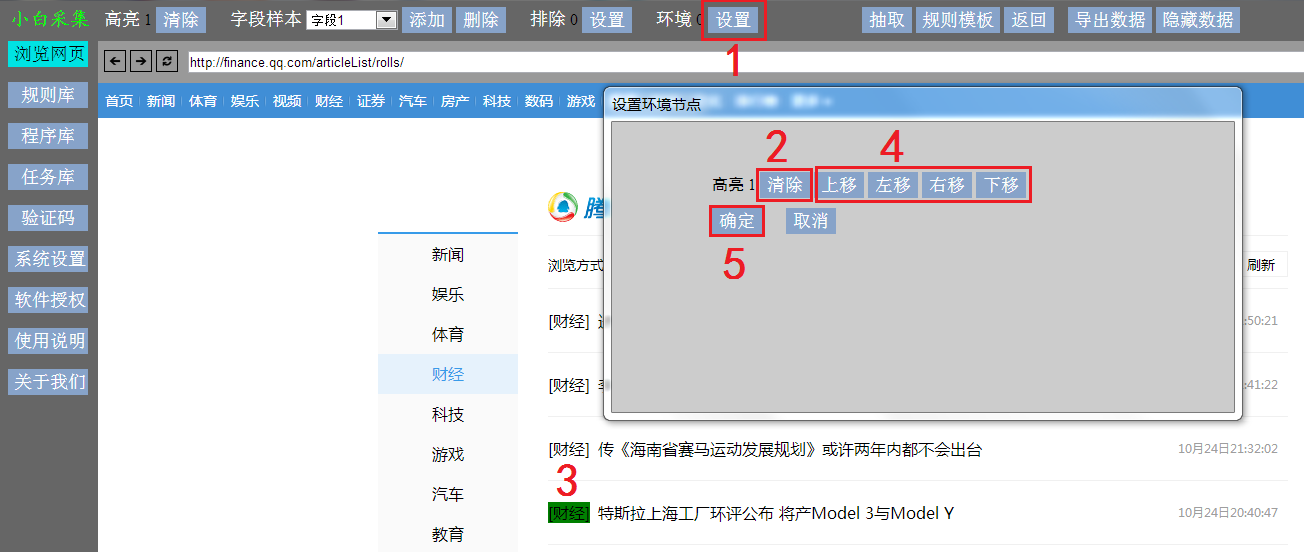 小白采集 高亮 1 清除 字段样本 字段1 添加 删除 排除 0 设置 环境 0 设置 抽取 规则模板 返回 导出数据 隐藏数据
1
浏览网页
http://finance.qq.com/articleList/rolls/
规则库
首页 新闻 体育 娱乐 视频 财经 证券 汽车 房产 科技 数码 游戏
设置环境节点
程序库
2 4
任务库
高亮 1 清除 上移 左移 右移 下移
验证码
确定 取消
腾
5
系统设置
新闻
浏览方式
刷新
软件授权
娱乐
[财经]
:50:21
使用说明
体育
关于我们
财经
[财经]
:41:22
科技
游戏
[财经] 传《海南省赛马运动发展规划》或许两年内都不会出台 10月24日21:32:02
3
汽车
[财经] 特斯拉上海工厂环评公布 将产Model 3与Model Y 10月24日20:40:47
教育